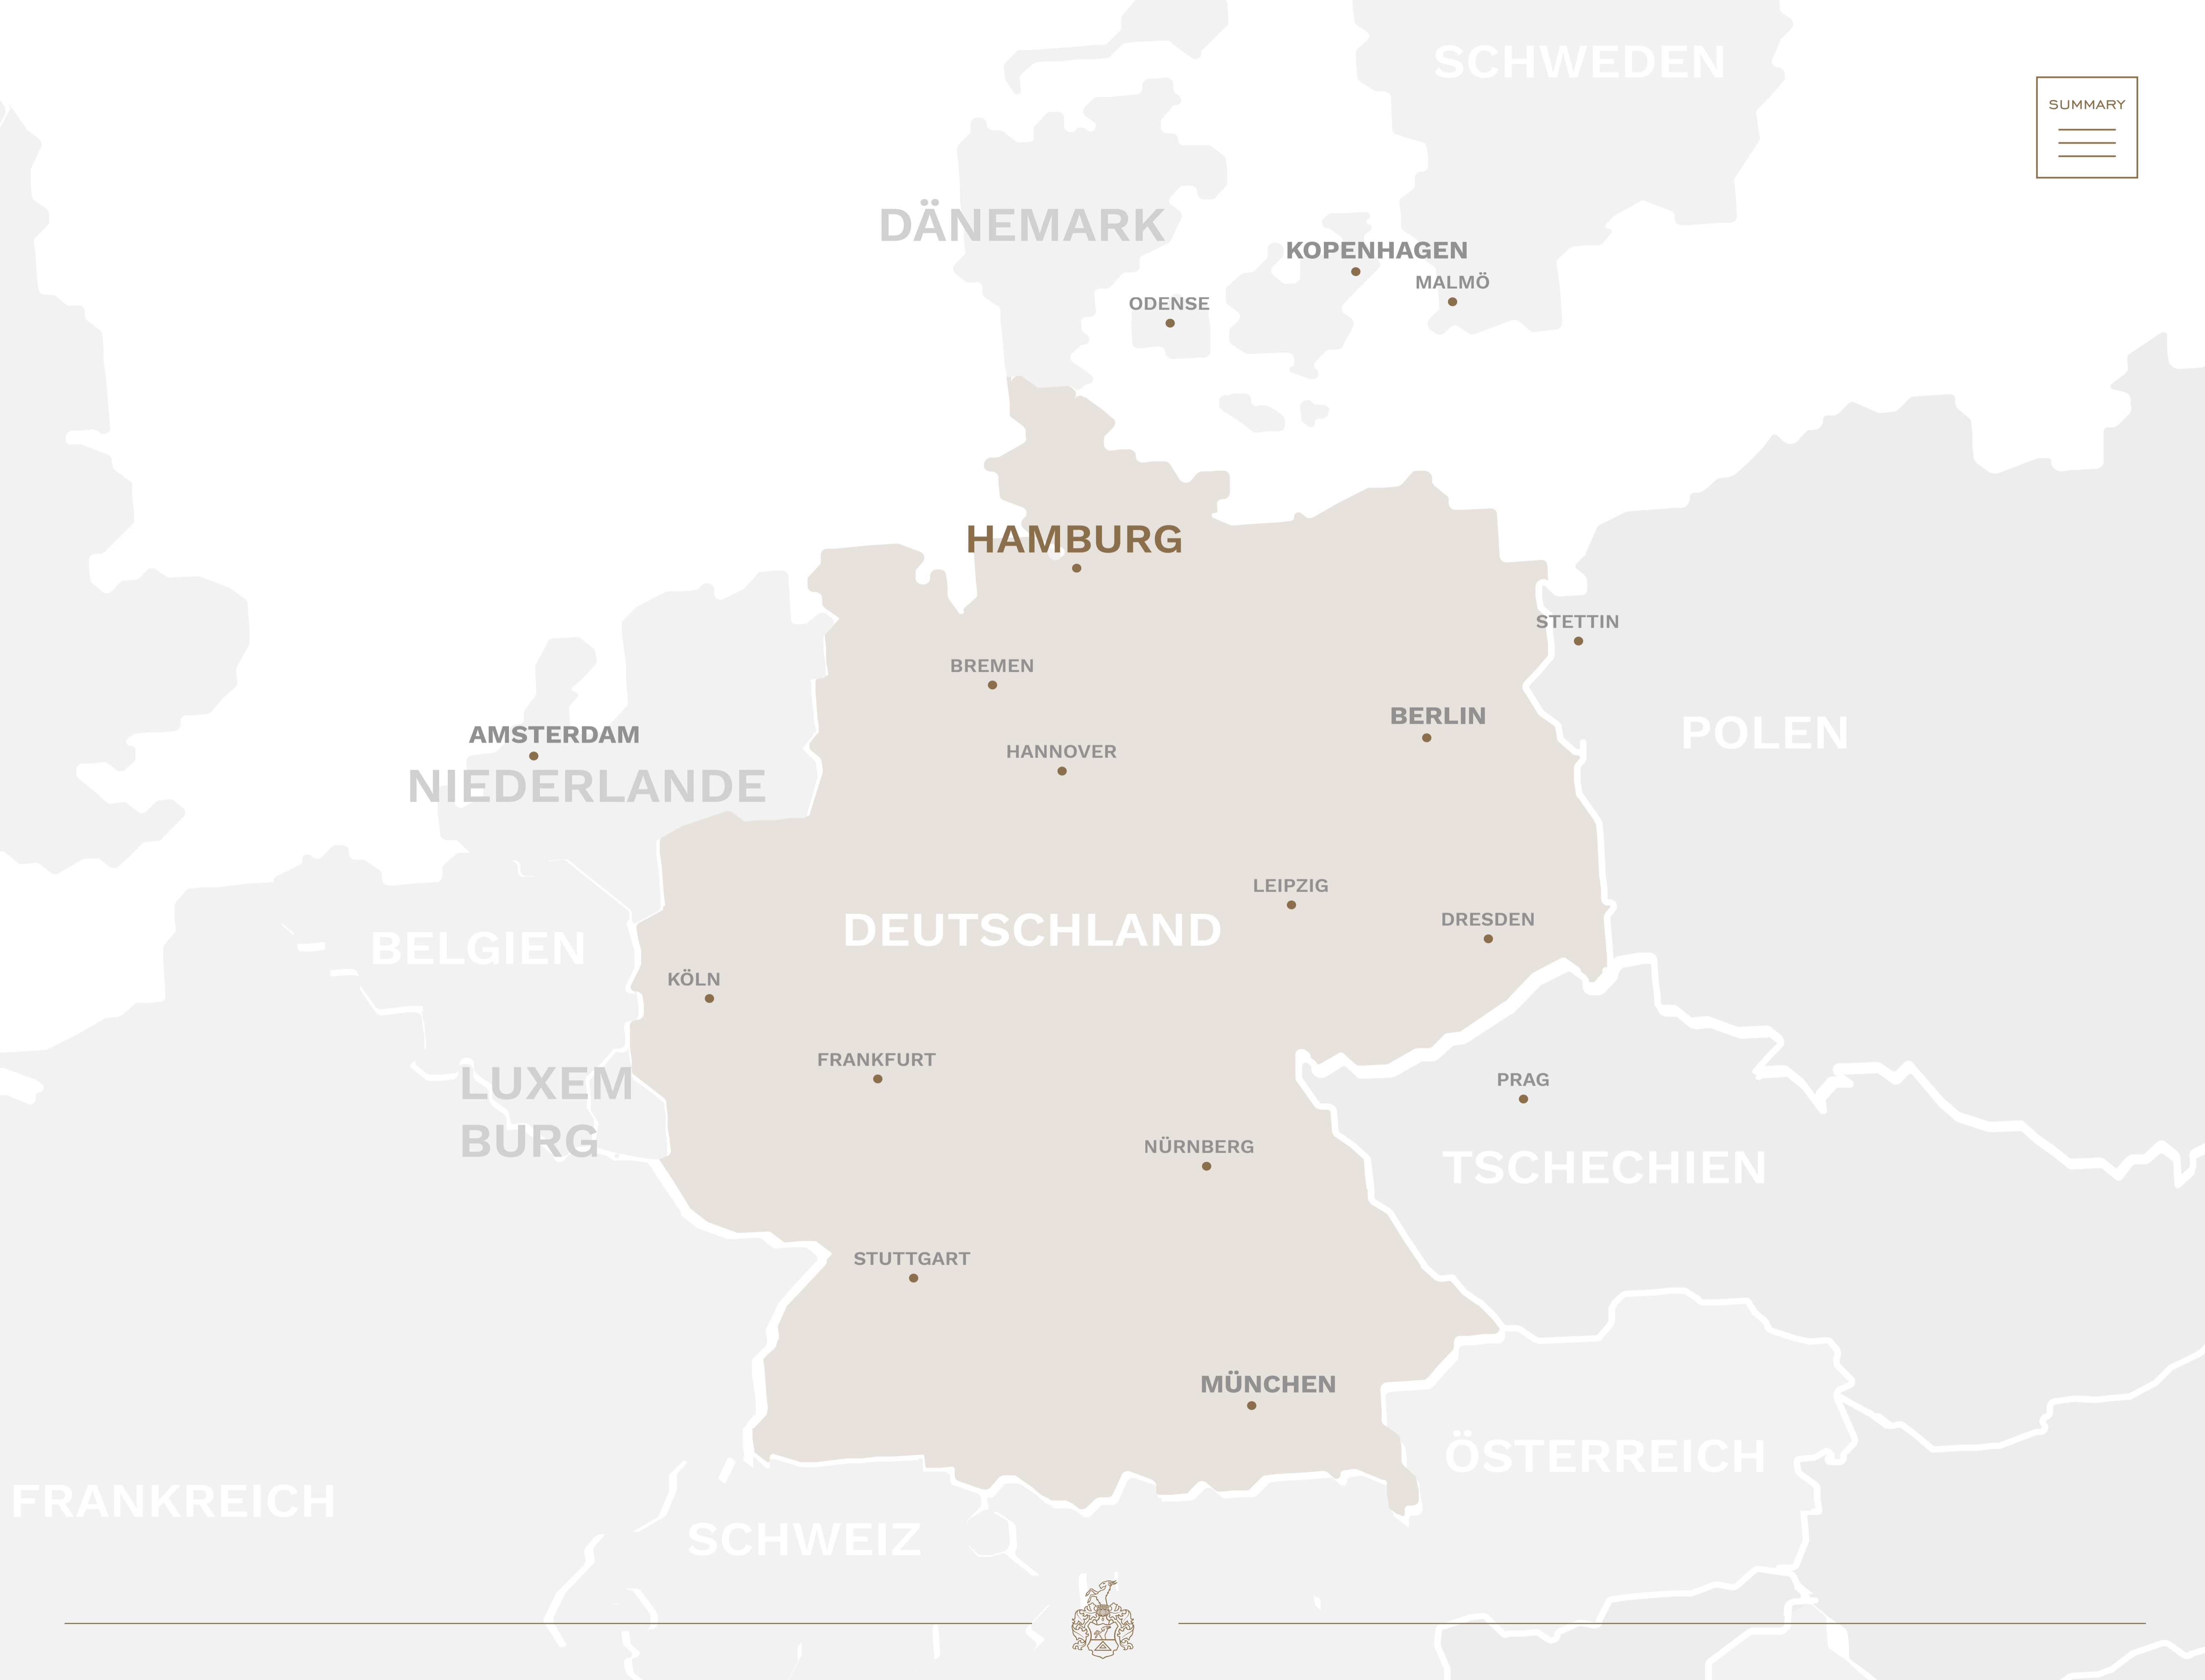 SCHWEDEN
SUMMARY
DÄNEMARK
KOPENHAGEN
MALMÖ
ODENSE
HAMBURG
STETTIN
BREMEN
BERLIN
POLEN
AMSTERDAM
HANNOVER
NIEDERLANDE
LEIPZIG
DRESDEN
DEUTSCHLAND
BELGIEN
KÖLN
FRANKFURT
LUXEM
BURG
PRAG
NÜRNBERG
TSCHECHIEN
STUTTGART
MÜNCHEN
ÖSTERREICH
FRANKREICH
SCHWEIZ